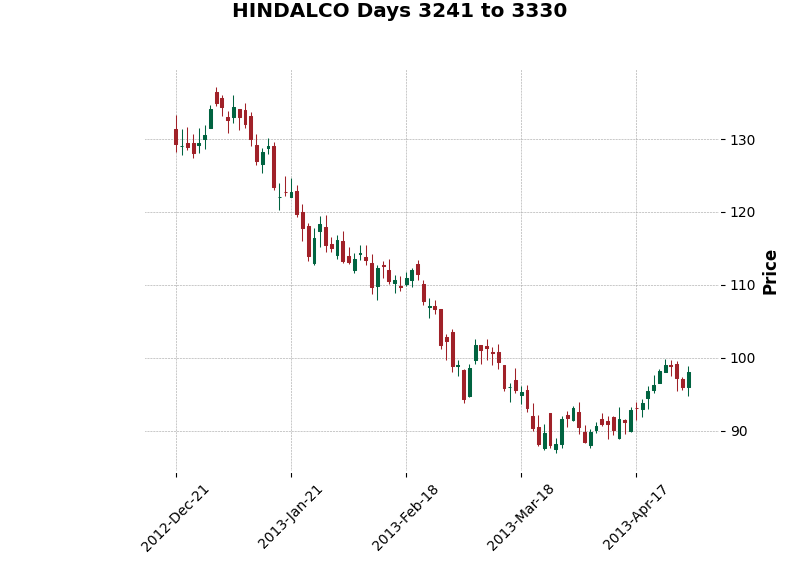 HINDALCO Days 3241 to 3330
130
120
110
100
90
Price
2012-Dec-21
2013-Jan-21
2013-Feb-18
2013-Mar-18
2013-Apr-17